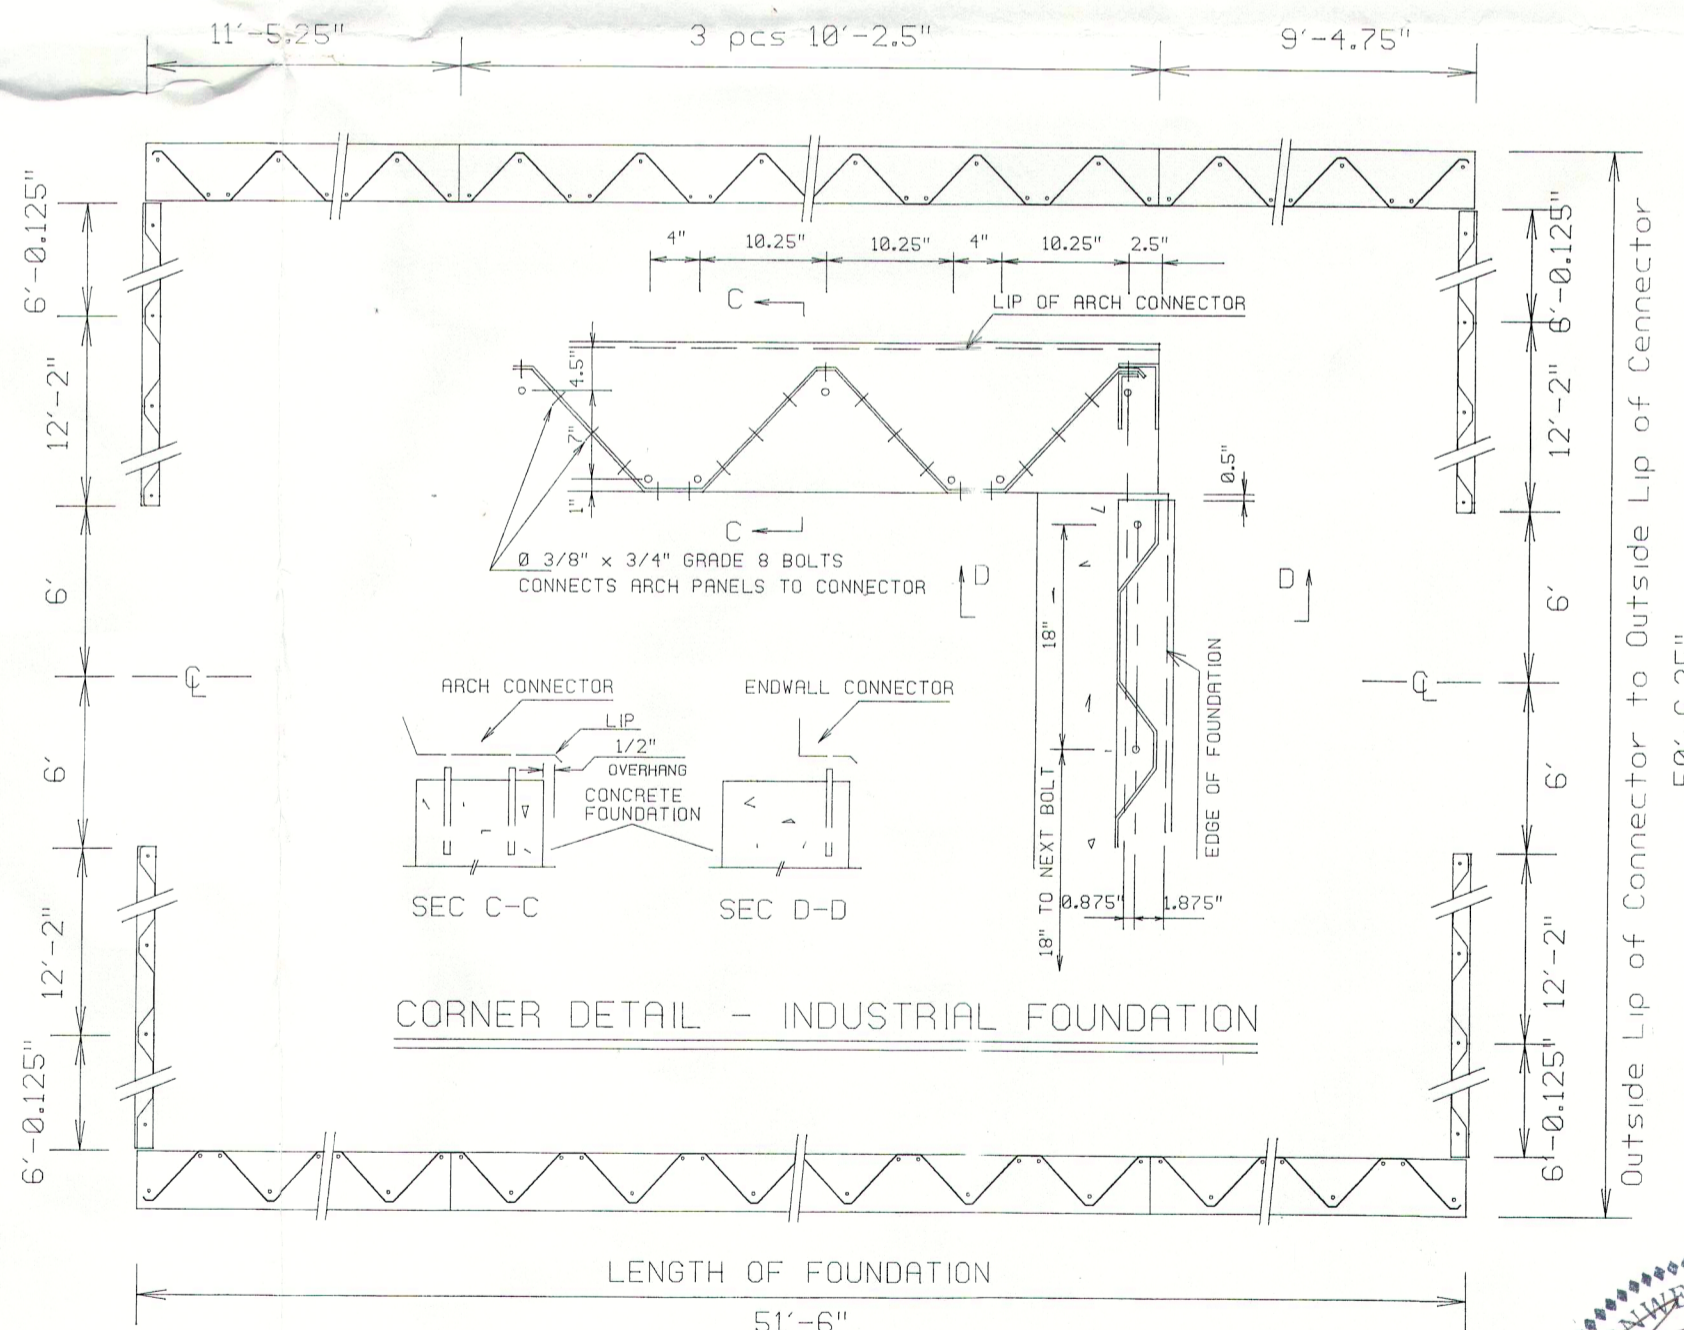 11'-5.25"
3 pcs 10'-2.5"
9'-4.75"
6'-0.125"
12'-2"
6'
6'
12'-2"
6'-0.125"
4"
10.25"
10.25"
4"
10.25"
2.5"
C
LIP OF ARCH CONNECTOR
4.5"
7"
1"
0.5"
C
Ø 3/8" x 3/4" GRADE 8 BOLTS
CONNECTS ARCH PANELS TO CONNECTOR
D
D
18"
18" TO NEXT BOLT
EDGE OF FOUNDATION
0.875"
1.875"
℄
℄
ARCH CONNECTOR
LIP
1/2"
OVERHANG
CONCRETE
FOUNDATION
ENDWALL CONNECTOR
SEC C-C
SEC D-D
CORNER DETAIL - INDUSTRIAL FOUNDATION
6'-0.125"
12'-2"
6'
6'
12'-2"
6'-0.125"
Outside Lip of Connector to Outside Lip of Connector
LENGTH OF FOUNDATION
51'-6"